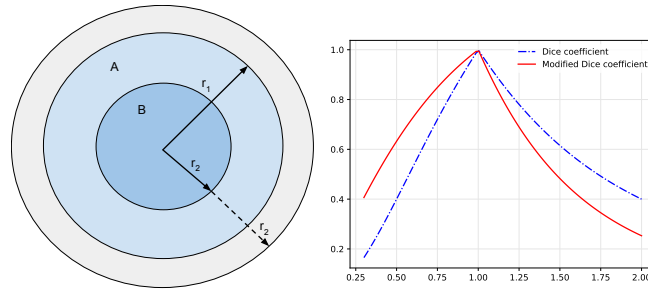 A
B
r1
r2
r2
Dice coefficient
Modified Dice coefficient
1.0
0.8
0.6
0.4
0.2
0.25 0.50 0.75 1.00 1.25 1.50 1.75 2.00